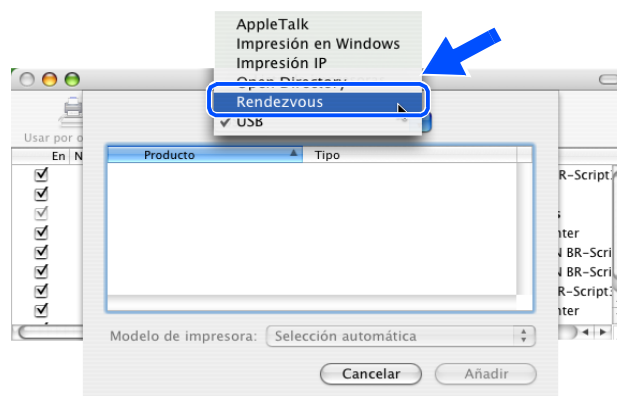 AppleTalk
Impresión en Windows
Impresión IP
Open Directory
Rendezvous
✓ USB
Usar por o
En N
Producto
Tipo
BR-Script
nter
BR-Scri
BR-Scri
R-Script
nter
Modelo de impresora: Selección automática
Cancelar
Añadir